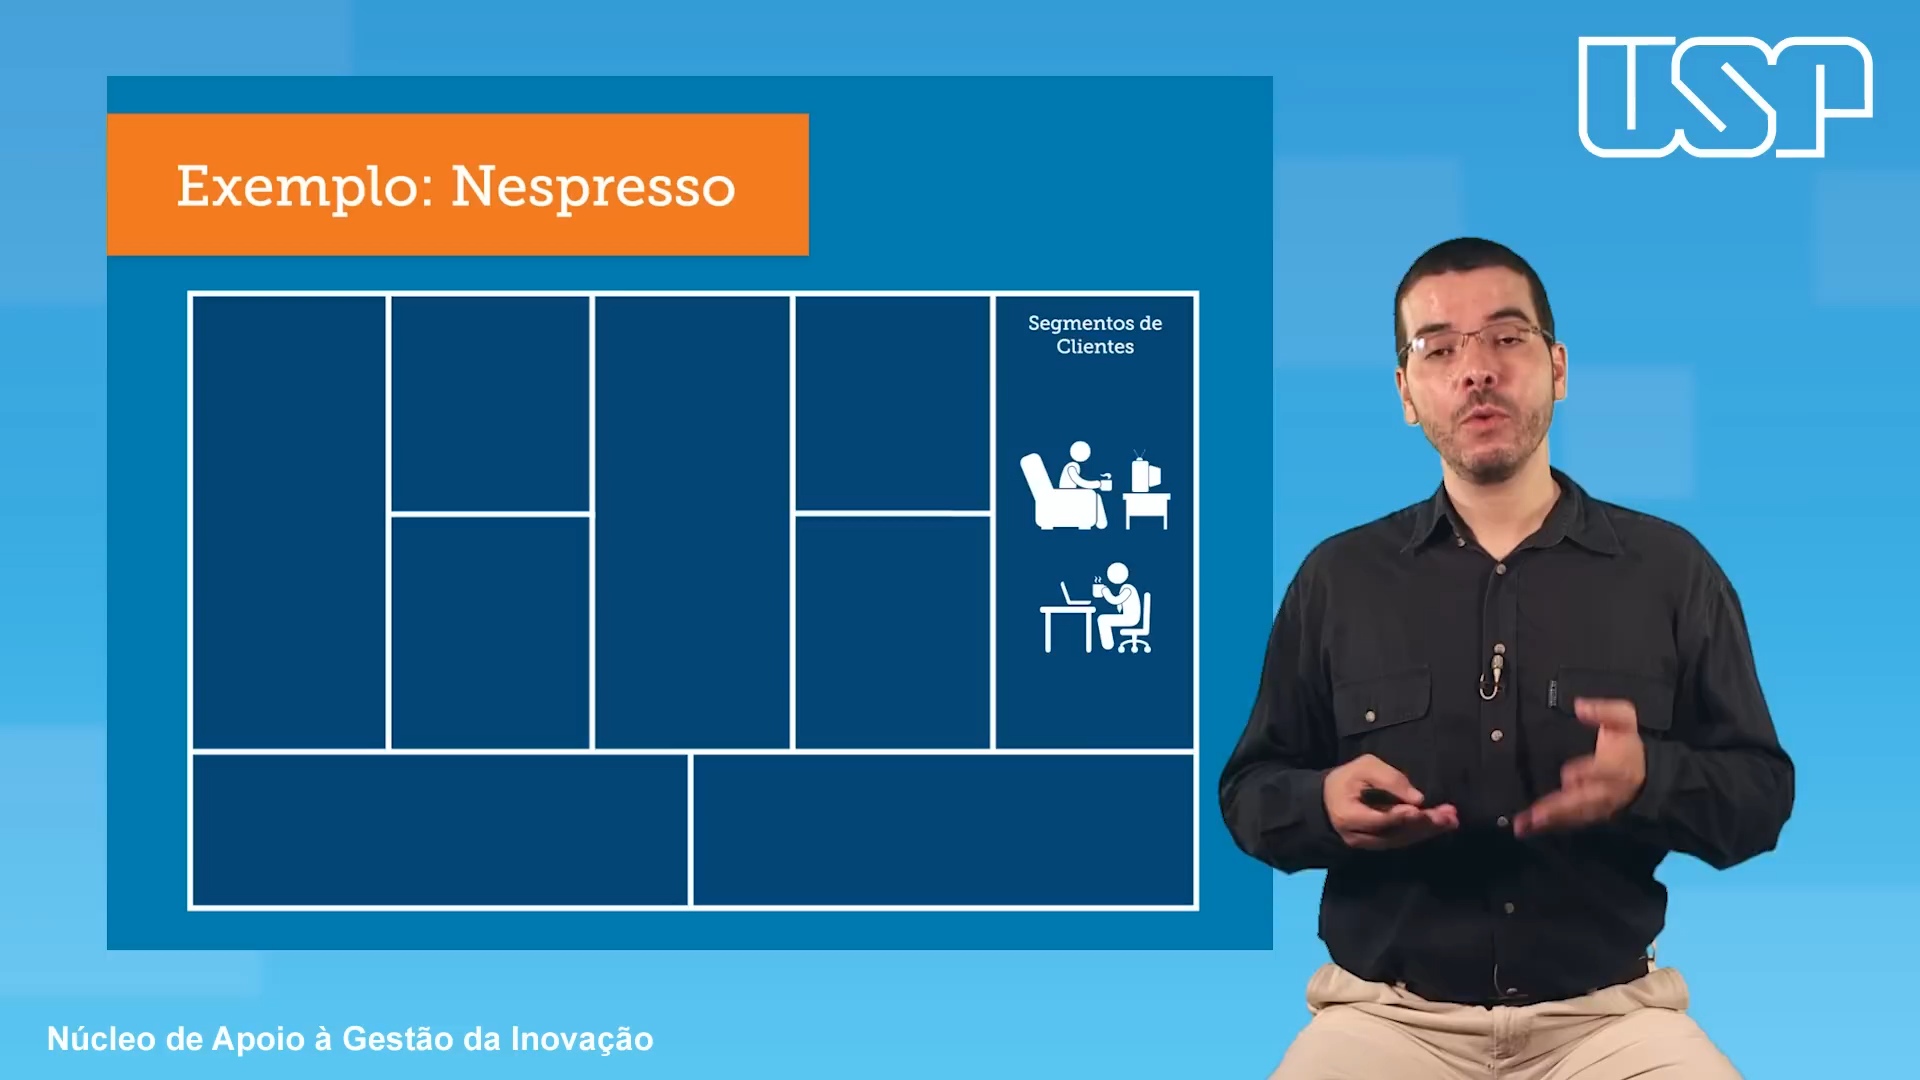 USP
Exemplo: Nespresso
Segmentos de
Clientes
Núcleo de Apoio à Gestão da Inovação